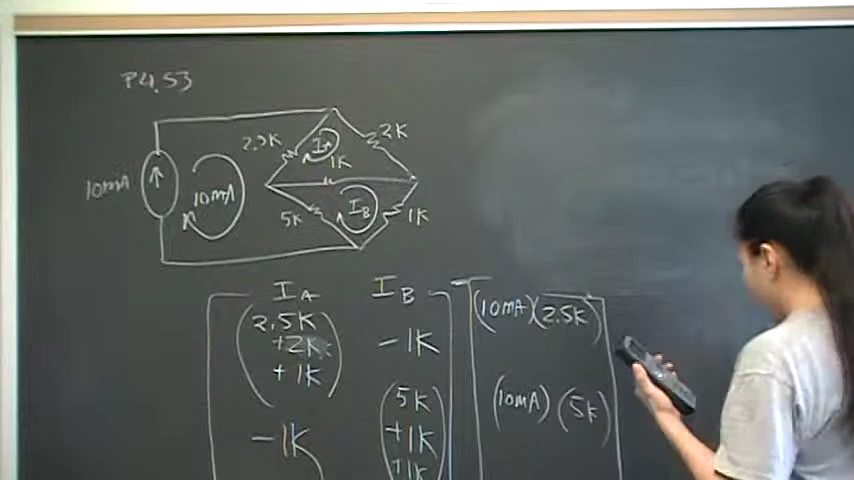 P4.53
2.5K
2K
IA
1K
10mA
10mA
5K
IB
1K
IA IB
(2.5K +2K +1K) -1K (10mA)(2.5K)
-1K (5K +1K +1K) (10mA)(5K)